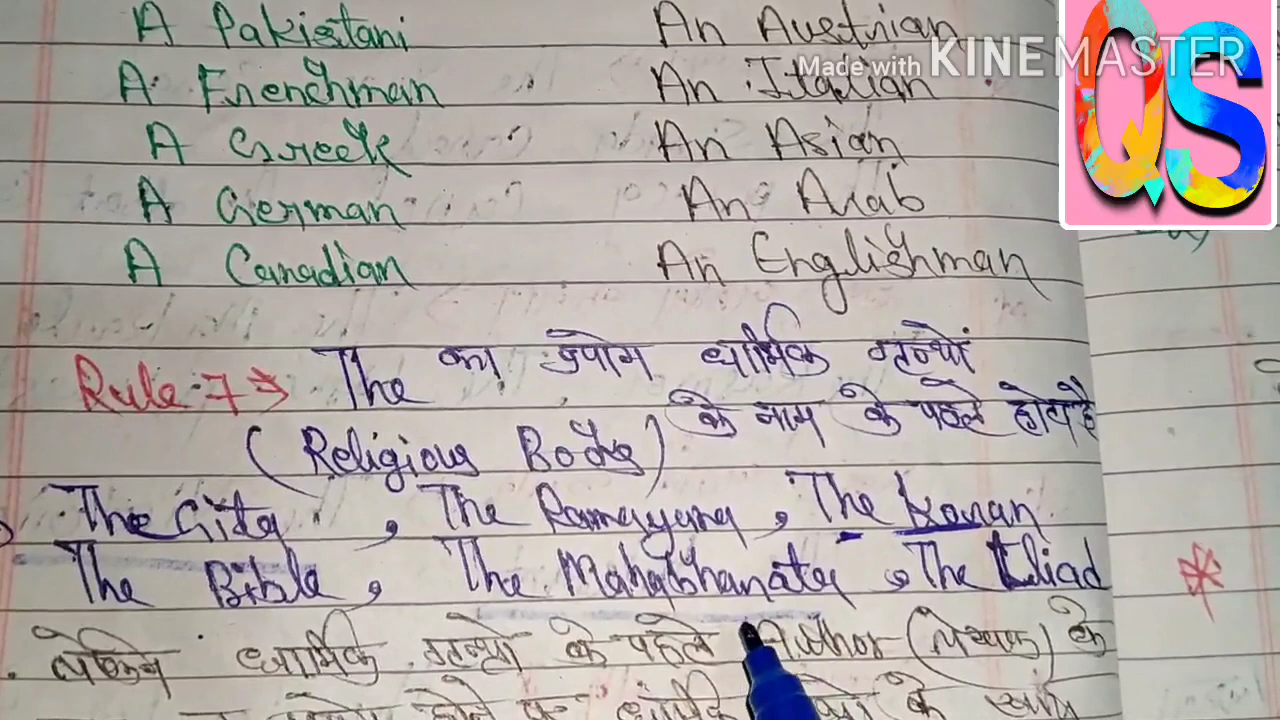 A Pakistani An Austrian
Made with KINEMASTER
QS
A Frenchman An Italian
A Greek An Asian
A German An Arab
A Canadian An Englishman
Rule-7⇒ The का उपयोग धार्मिक ग्रन्थों
(Religious Books) के नाम के पहले होता है
The Gita, The Ramayana, The Koran
The Bible, The Mahabharata, The Iliad
लेकिन धार्मिक ग्रन्थो के पहले Author (लेखक) के
होने पर के साथ